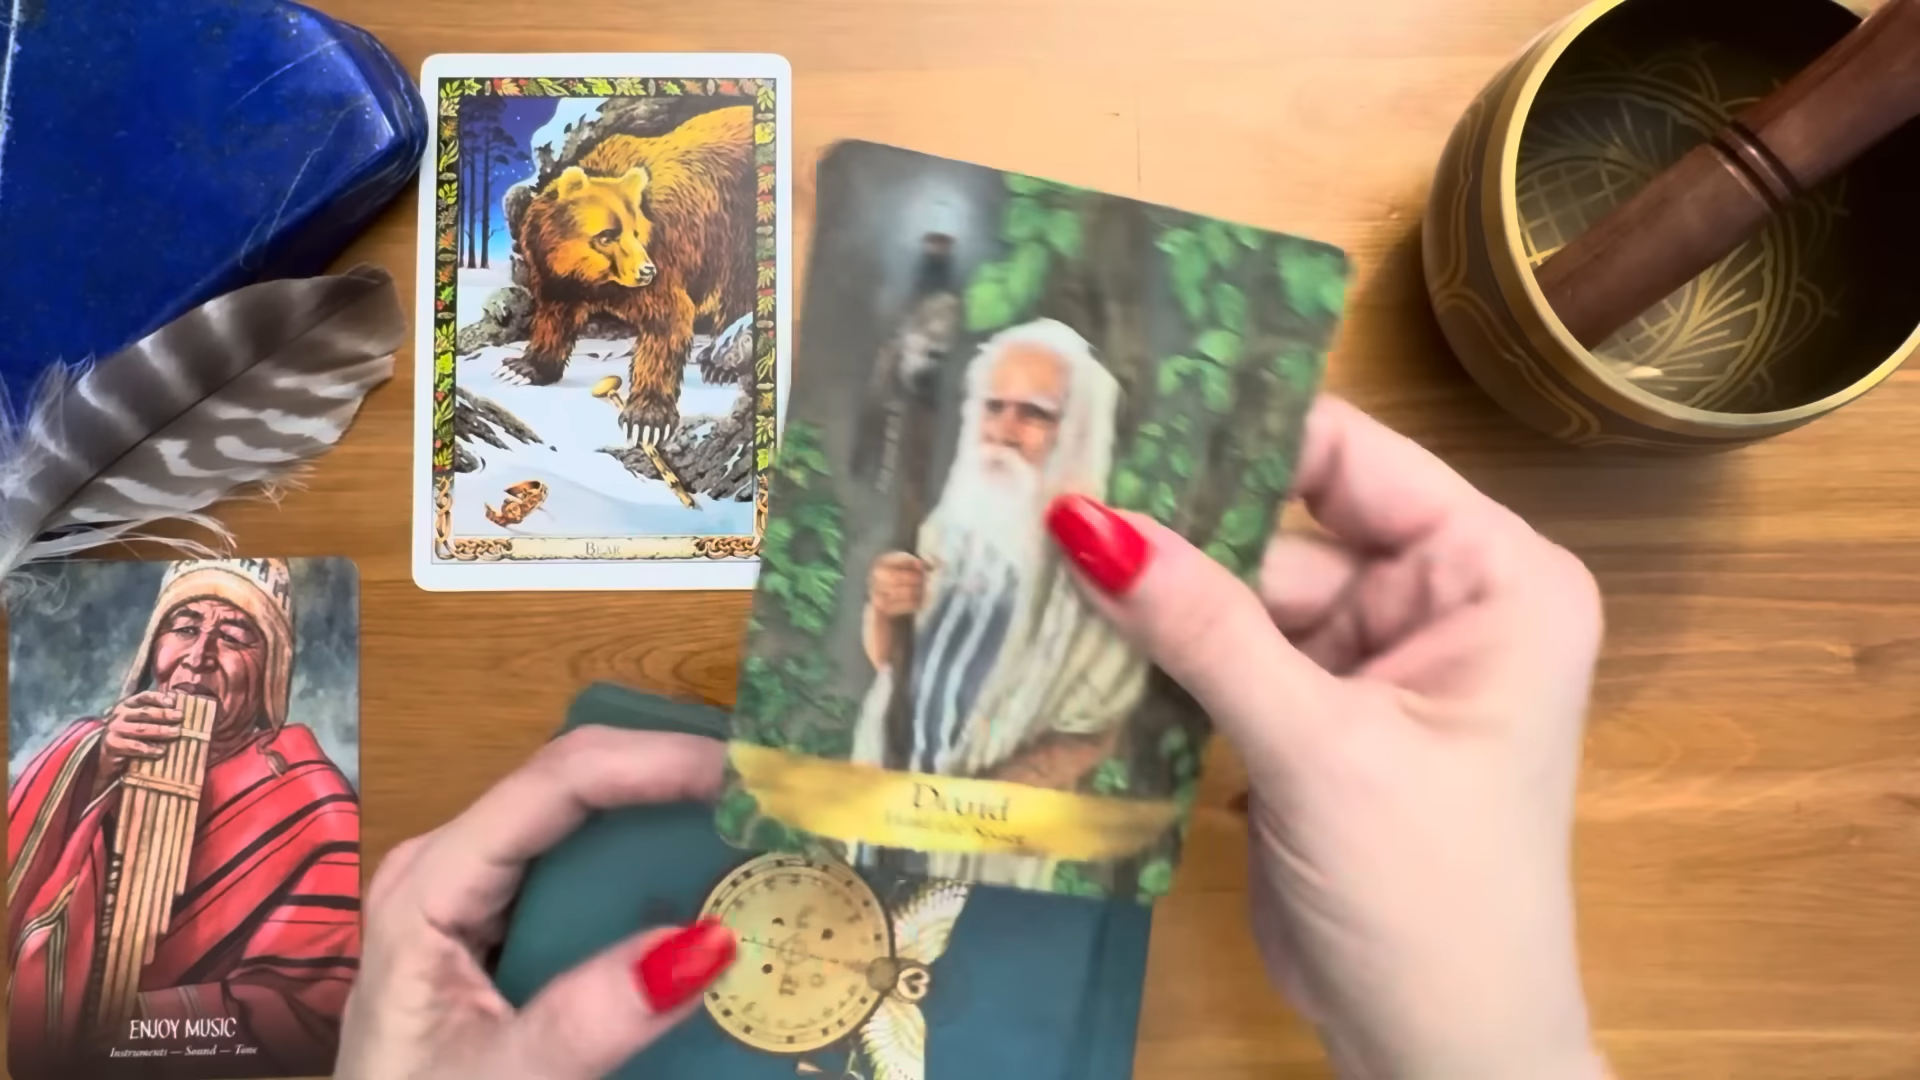 BEAR
Druid
ENJOY MUSIC
Instruments — Sound — Tone